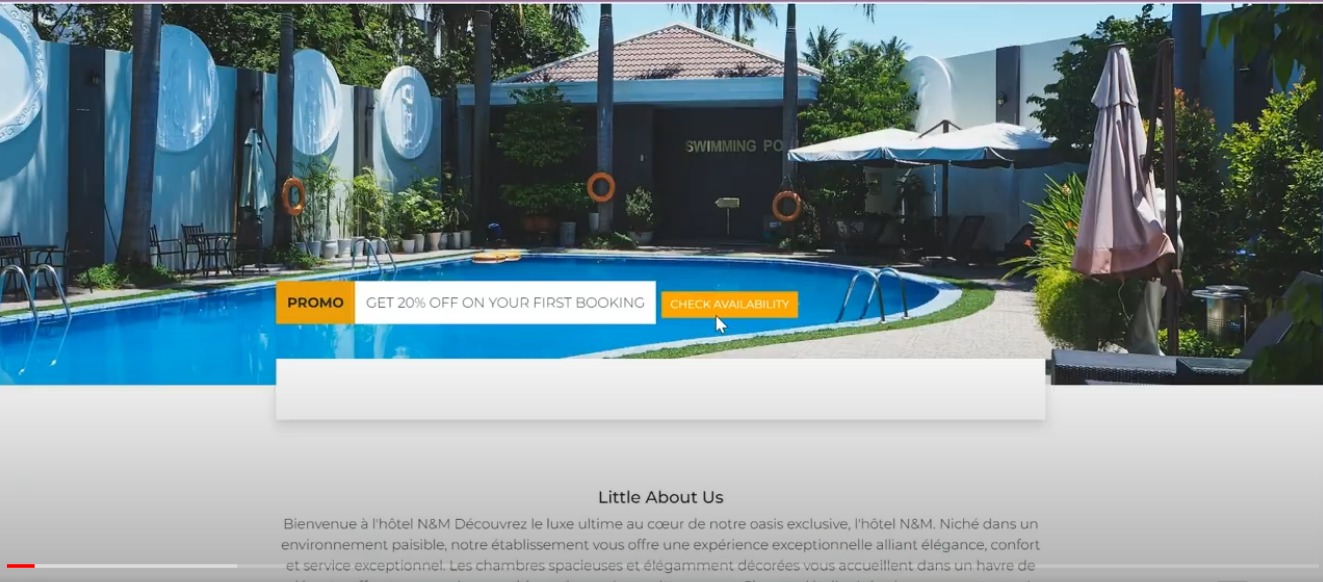 SWIMMING PO
PROMO GET 20% OFF ON YOUR FIRST BOOKING CHECK AVAILABILITY
Little About Us
Bienvenue à l'hôtel N&M Découvrez le luxe ultime au cœur de notre oasis exclusive, l'hôtel N&M. Niché dans un
environnement paisible, notre établissement vous offre une expérience exceptionnelle alliant élégance, confort
et service exceptionnel. Les chambres spacieuses et élégamment décorées vous accueillent dans un havre de